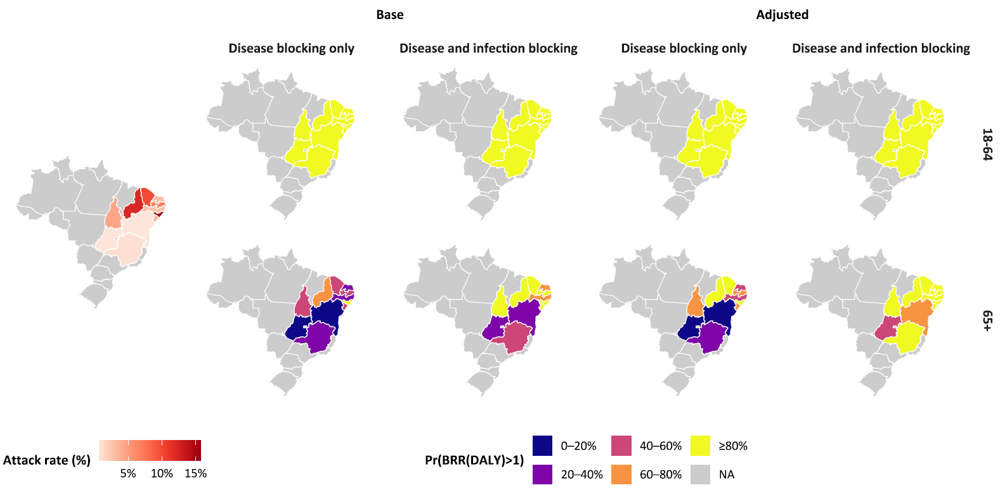 Base
Adjusted
Disease blocking only
Disease and infection blocking
Disease blocking only
Disease and infection blocking
18-64
65+
Attack rate (%)
5%
10%
15%
Pr(BRR(DALY)>1)
0–20%
40–60%
≥80%
20–40%
60–80%
NA